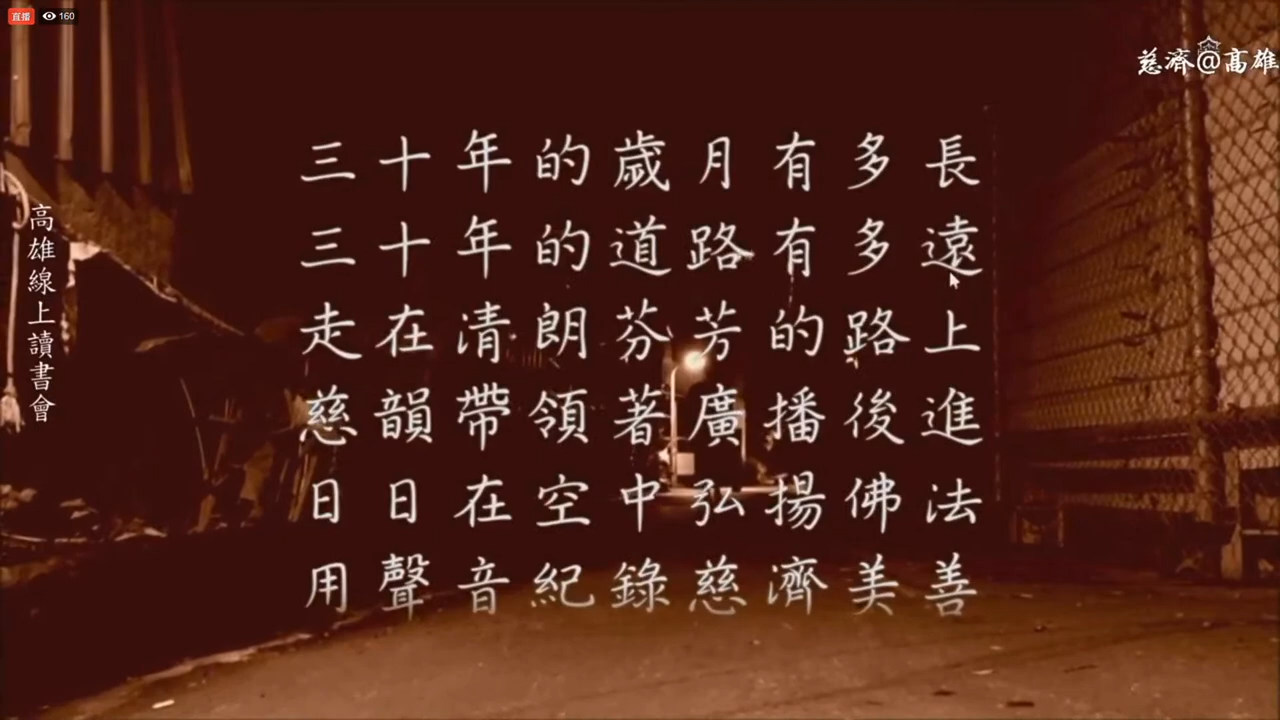 直播 160
慈濟@高雄
三十年的歲月有多長
三十年的道路有多遠
走在清朗芬芳的路上
慈韻帶領著廣播後進
日日在空中弘揚佛法
用聲音紀錄慈濟美善
高雄線上讀書會